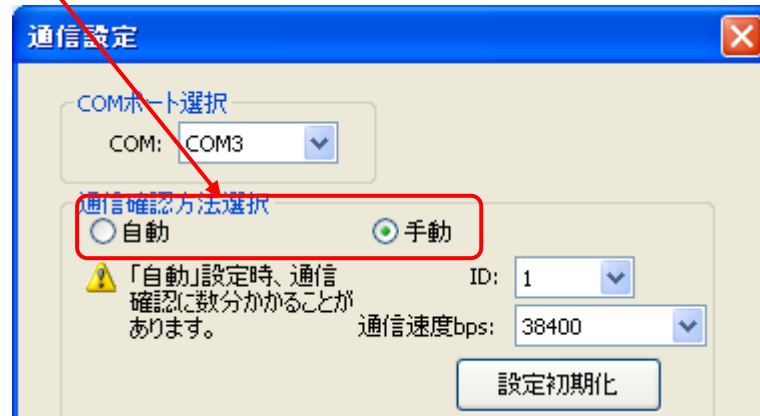 通信設定
COMポート選択
COM: COM3
通信確認方法選択
自動 手動
「自動」設定時、通信
確認に数分かかることが
あります。
ID: 1
通信速度bps: 38400
設定初期化